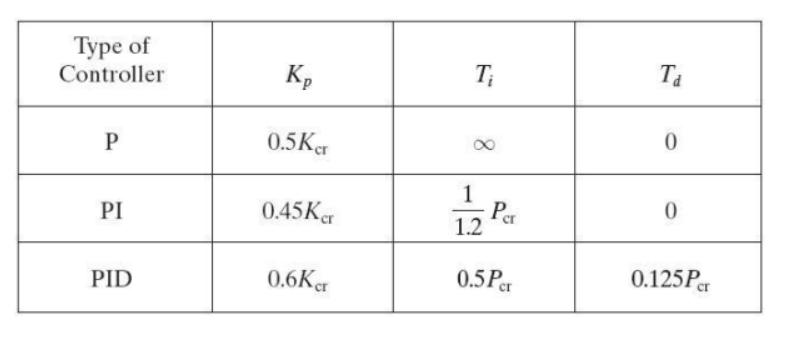 Type of
Controller
K_p
T_i
T_d
P
0.5K_cr
∞
0
PI
0.45K_cr
1
1.2
P_cr
0
PID
0.6K_cr
0.5P_cr
0.125P_cr